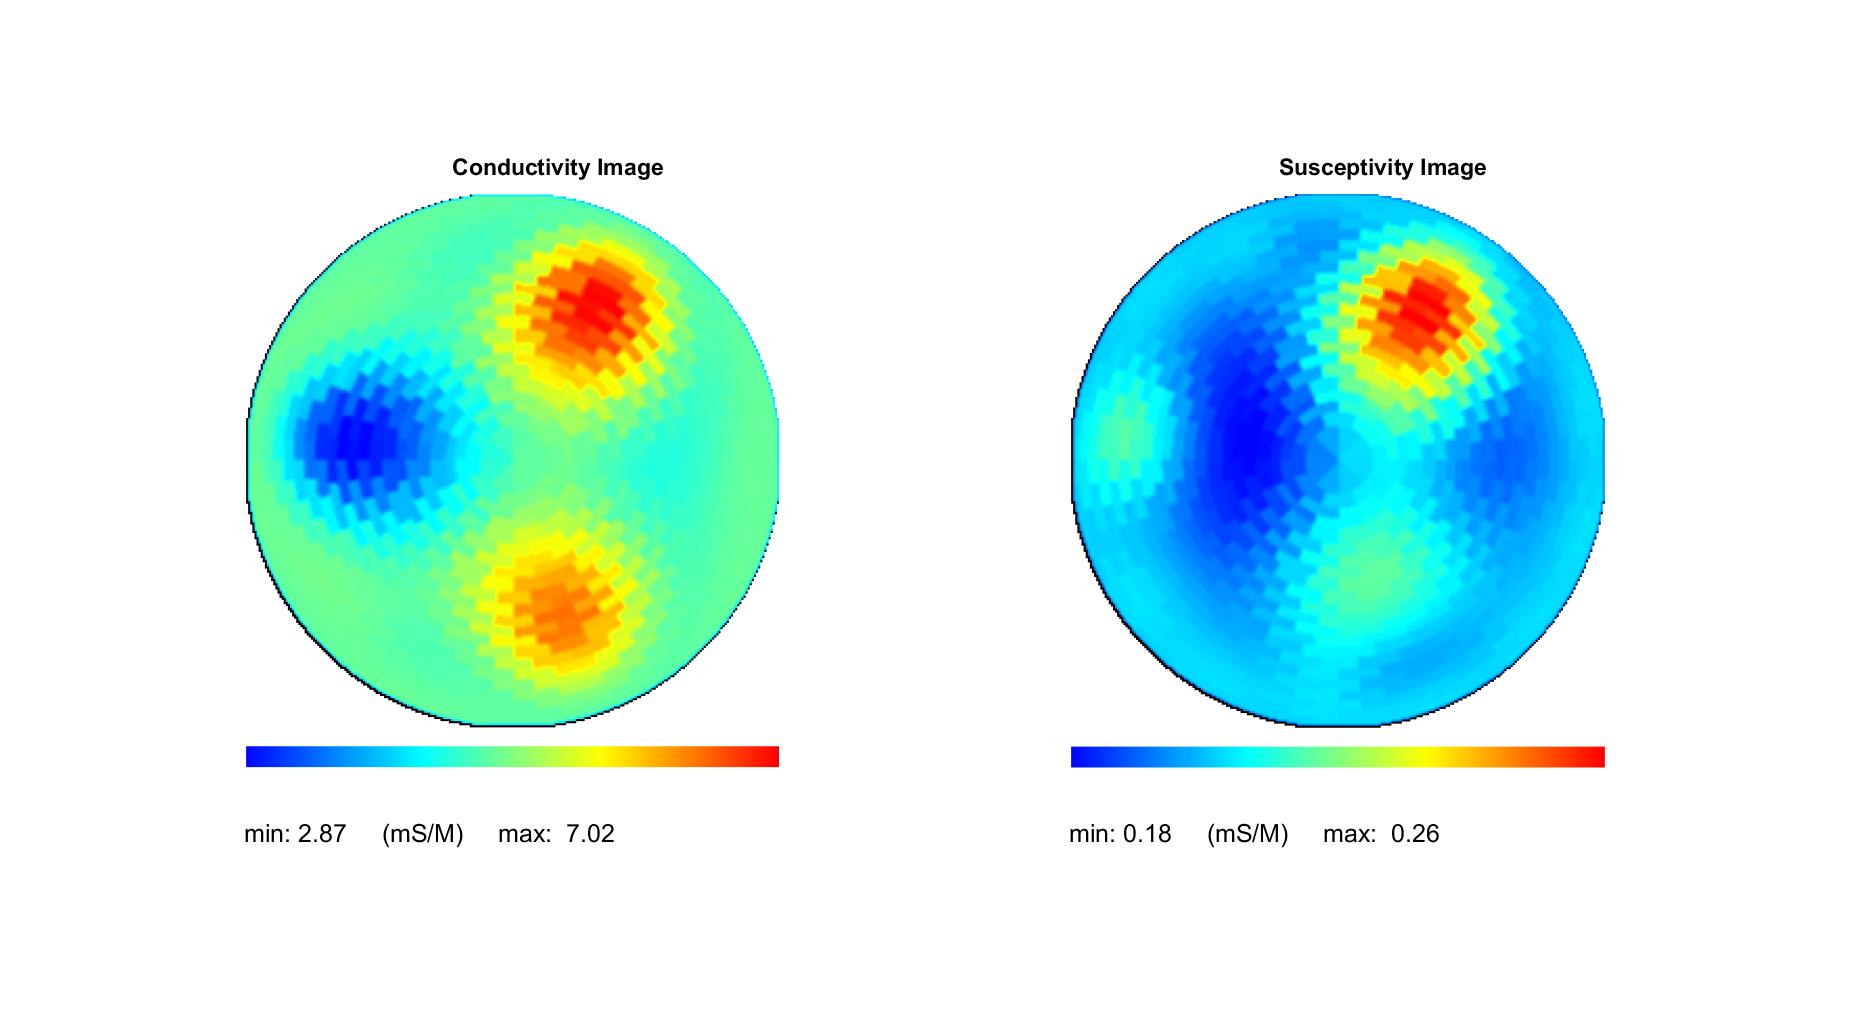 Conductivity Image
Susceptivity Image
min: 2.87 (mS/M) max: 7.02
min: 0.18 (mS/M) max: 0.26